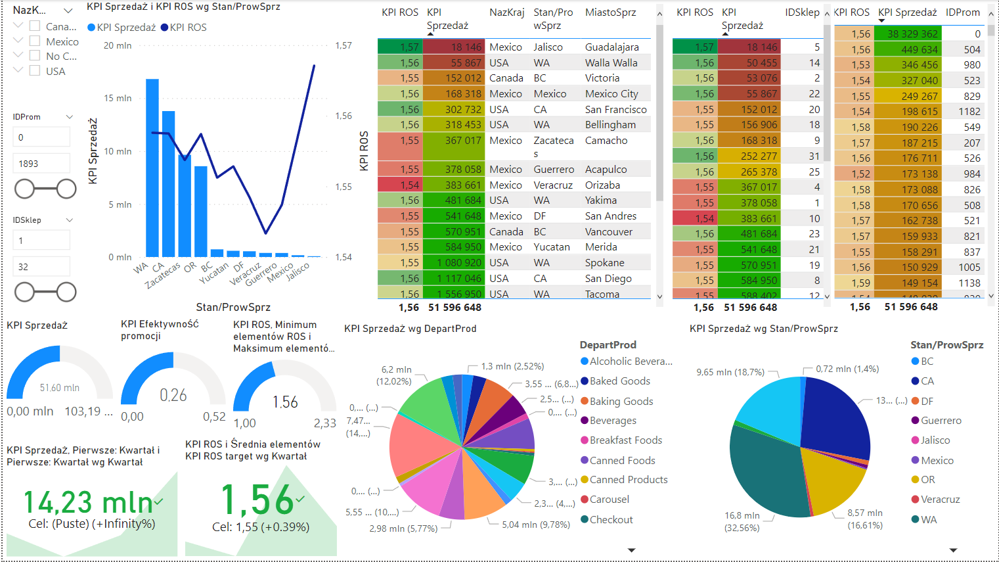 NazK...
Cana...
Mexico
No C...
USA
IDProm
0
1893
IDSklep
1
32
KPI Sprzedaż i KPI ROS wg Stan/ProwSprz
KPI Sprzedaż KPI ROS
20 mln
15 mln
10 mln
5 mln
0 mln
1,57
1,56
1,55
1,54
KPI Sprzedaż
KPI ROS
WA CA Zacatecas OR BC Yucatan DF Veracruz Guerrero Mexico Jalisco
Stan/ProwSprz
KPI ROS KPI Sprzedaż NazKraj Stan/ProwSprz MiastoSprz
1,57 18 146 Mexico Jalisco Guadalajara
1,56 55 867 USA WA Walla Walla
1,55 152 012 Canada BC Victoria
1,56 168 318 Mexico Mexico Mexico City
1,56 302 732 USA CA San Francisco
1,56 318 453 USA WA Bellingham
1,55 367 017 Mexico Zacatecas Camacho
1,55 378 058 Mexico Guerrero Acapulco
1,54 383 661 Mexico Veracruz Orizaba
1,56 481 684 USA WA Yakima
1,55 541 648 Mexico DF San Andres
1,55 570 951 Canada BC Vancouver
1,55 584 950 Mexico Yucatan Merida
1,55 1 080 920 USA WA Spokane
1,56 1 117 046 USA CA San Diego
1,56 1 556 950 USA WA Tacoma
1,56 51 596 648
KPI ROS KPI Sprzedaż IDSklep
1,57 18 146 5
1,56 50 455 14
1,56 53 076 2
1,56 55 867 22
1,55 152 012 20
1,55 156 906 18
1,56 168 318 9
1,56 252 277 31
1,56 265 378 25
1,55 367 017 4
1,55 378 058 1
1,54 383 661 10
1,56 481 684 23
1,55 541 648 21
1,55 570 951 19
1,55 584 950 8
1,55 588 402 12
1,56 51 596 648
KPI ROS KPI Sprzedaż IDProm
1,56 38 329 362 0
1,56 449 634 504
1,53 346 456 980
1,54 327 040 523
1,55 249 267 829
1,54 198 615 1182
1,58 190 226 549
1,57 187 215 207
1,56 176 711 526
1,52 173 138 984
1,58 173 088 826
1,58 170 656 508
1,57 162 738 521
1,57 159 933 821
1,55 158 291 837
1,56 150 929 1005
1,59 149 154 1138
1,56 51 596 648
KPI Sprzedaż
51.60 mln
0,00 mln 103,19 ...
KPI Efektywność
promocji
0.26
0,00 0,52
KPI ROS, Minimum
elementów ROS i
Maksimum elementó...
1.56
1,00 2,33
KPI Sprzedaż, Pierwsze: Kwartał i
Pierwsze: Kwartał wg Kwartał
14,23 mln
Cel: (Puste) (+Infinity%)
KPI ROS i Średnia elementów
KPI ROS target wg Kwartał
1,56
Cel: 1,55 (+0.39%)
KPI Sprzedaż wg DepartProd
1,3 mln (2,52%)
3,55 ... (6,8...)
2,5... (...)
0,... (...)
3,... (...)
2,3... (4,...)
5,04 mln (9,78%)
2,98 mln (5,77%)
5,55 ... (10,...)
0,... (...)
7,47...
(14,...)
0,... (...)
6,2 mln
(12,02%)
DepartProd
Alcoholic Bevera...
Baked Goods
Baking Goods
Beverages
Breakfast Foods
Canned Foods
Canned Products
Carousel
Checkout
KPI Sprzedaż wg Stan/ProwSprz
0,72 mln (1,4%)
13... (...)
8,57 mln
(16,61%)
16,8 mln
(32,56%)
9,65 mln (18,7%)
Stan/ProwSprz
BC
CA
DF
Guerrero
Jalisco
Mexico
OR
Veracruz
WA